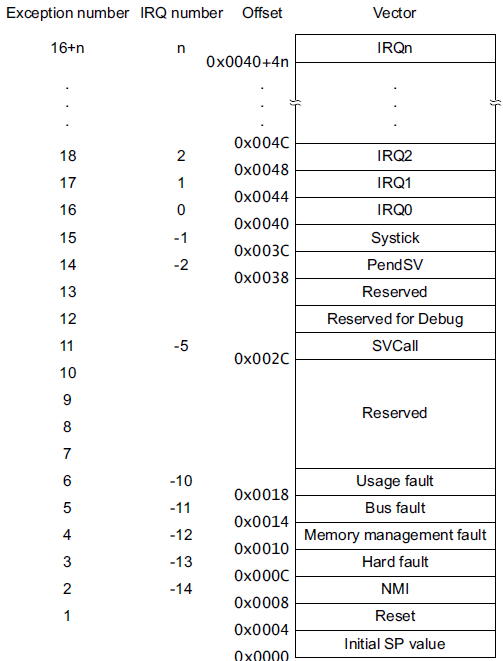 Exception number IRQ number Offset Vector
16+n n IRQn
0x0040+4n
. . .
. . .
. . .
0x004C
18 2 IRQ2
0x0048
17 1 IRQ1
0x0044
16 0 IRQ0
0x0040
15 -1 Systick
0x003C
14 -2 PendSV
0x0038
13 Reserved
12 Reserved for Debug
11 -5 SVCall
0x002C
10
9
Reserved
8
7
6 -10 Usage fault
0x0018
5 -11 Bus fault
0x0014
4 -12 Memory management fault
0x0010
3 -13 Hard fault
0x000C
2 -14 NMI
0x0008
1 Reset
0x0004
Initial SP value
0x0000